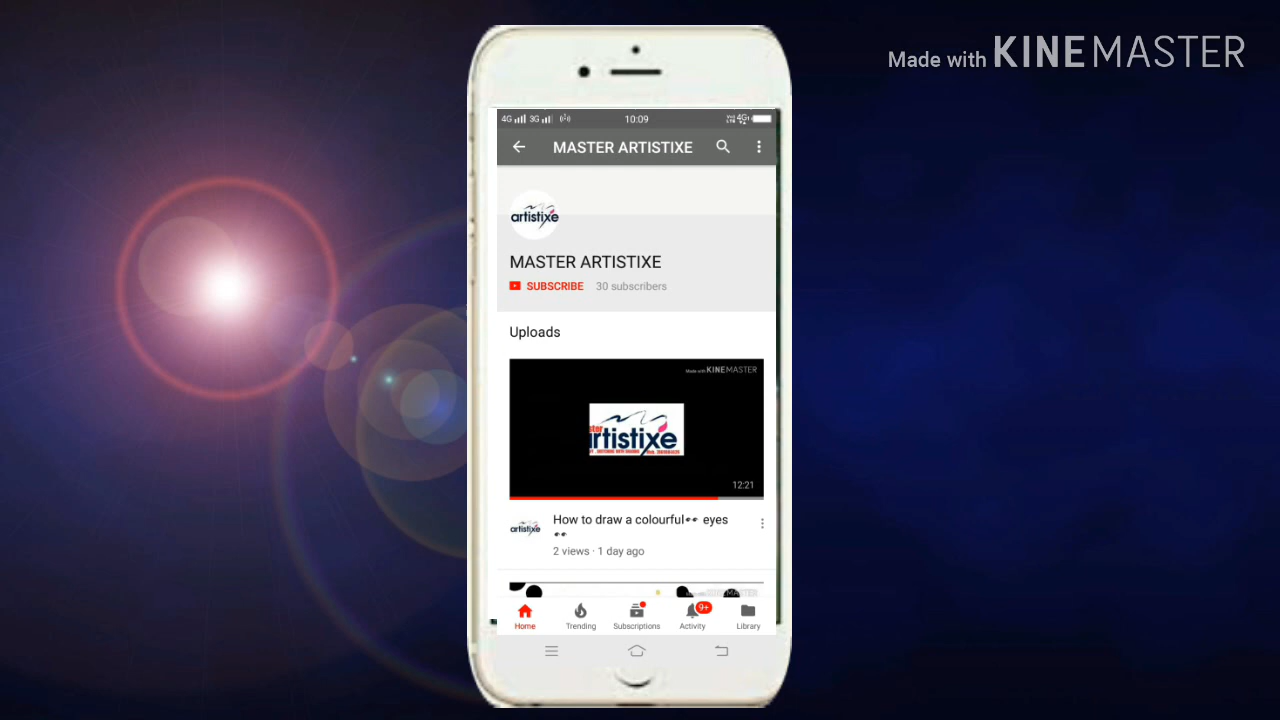 Made with KINEMASTER
4G 3G 10:09 4G
MASTER ARTISTIXE
artistixe
MASTER ARTISTIXE
SUBSCRIBE 30 subscribers
Uploads
Made with KINEMASTER
rtistixe
12:21
artistixe
How to draw a colourful👀 eyes
👀
2 views · 1 day ago
KINEMASTER
9+
Home Trending Subscriptions Activity Library